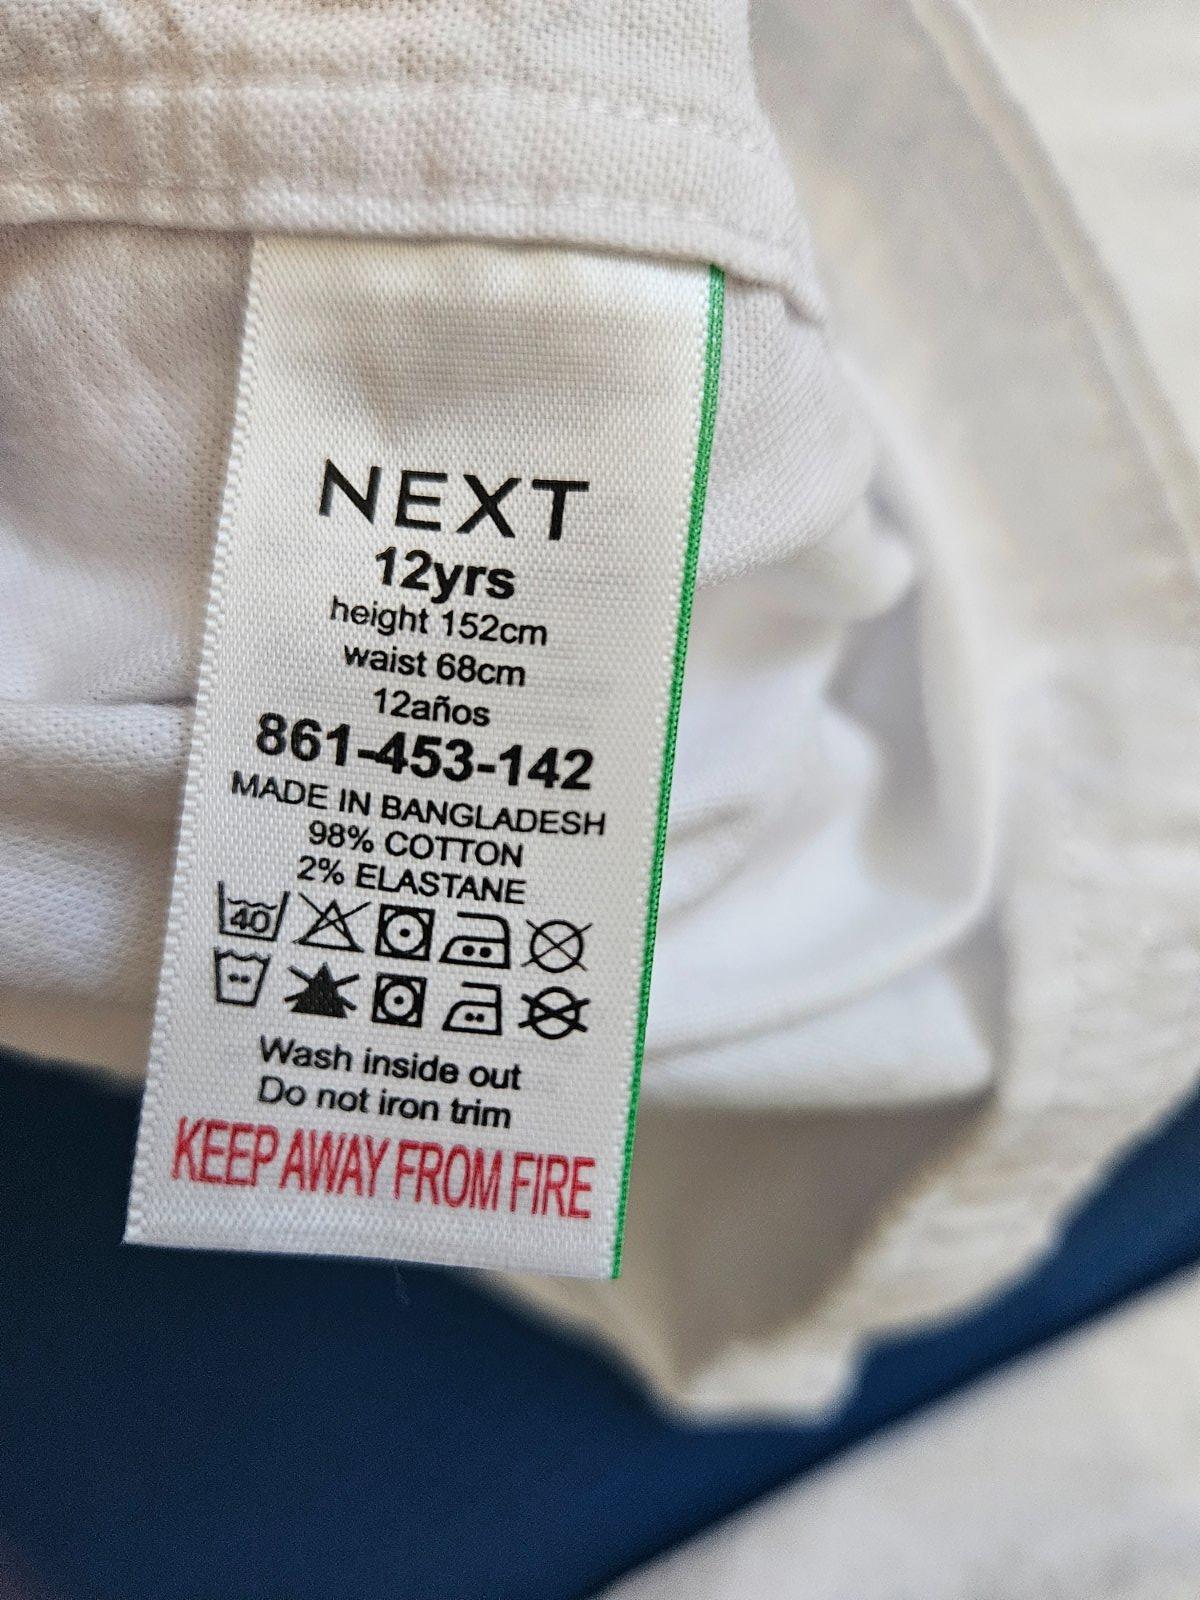 NEXT
12yrs
height 152cm
waist 68cm
12años
861-453-142
MADE IN BANGLADESH
98% COTTON
2% ELASTANE
40
Wash inside out
Do not iron trim
KEEP AWAY FROM FIRE